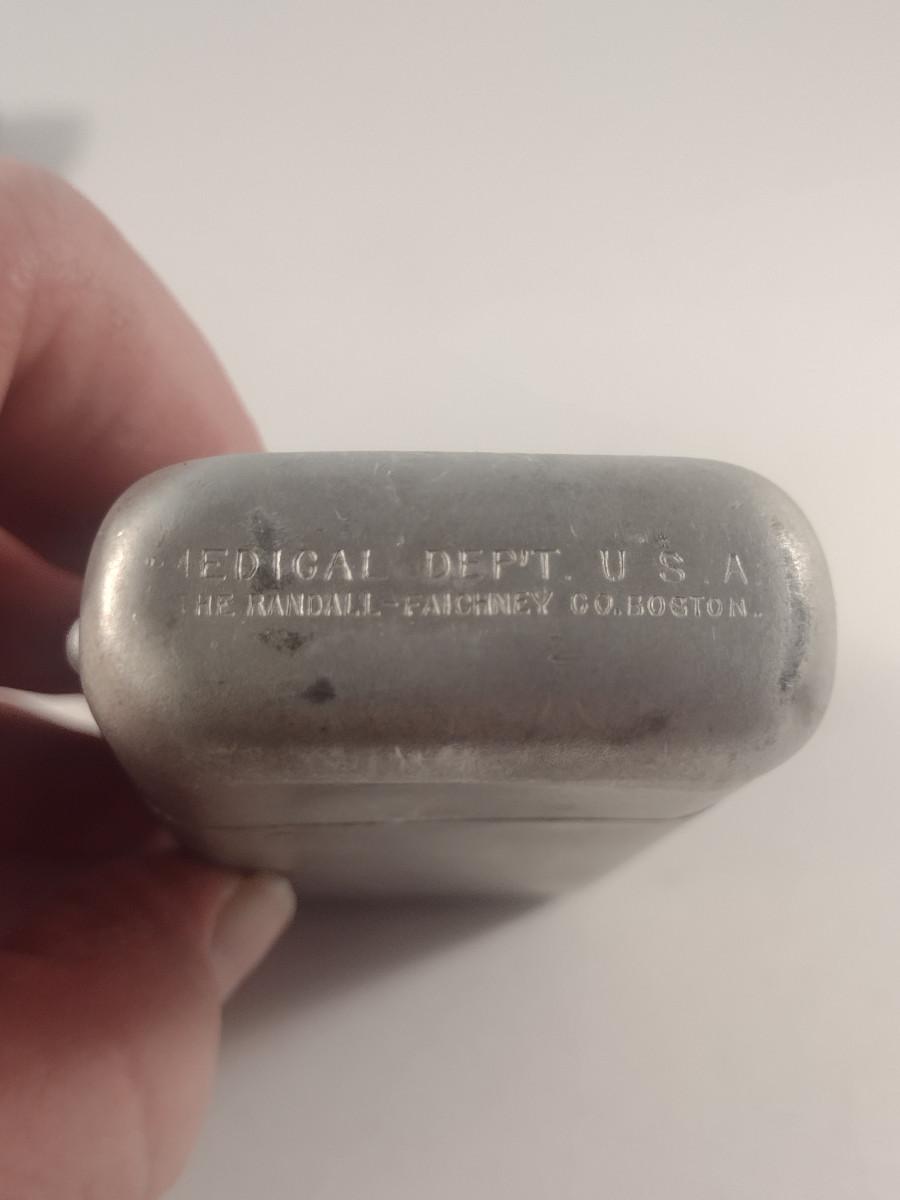 MEDICAL DEP'T. U.S.A.
THE RANDALL-FAICHNEY CO. BOSTON.